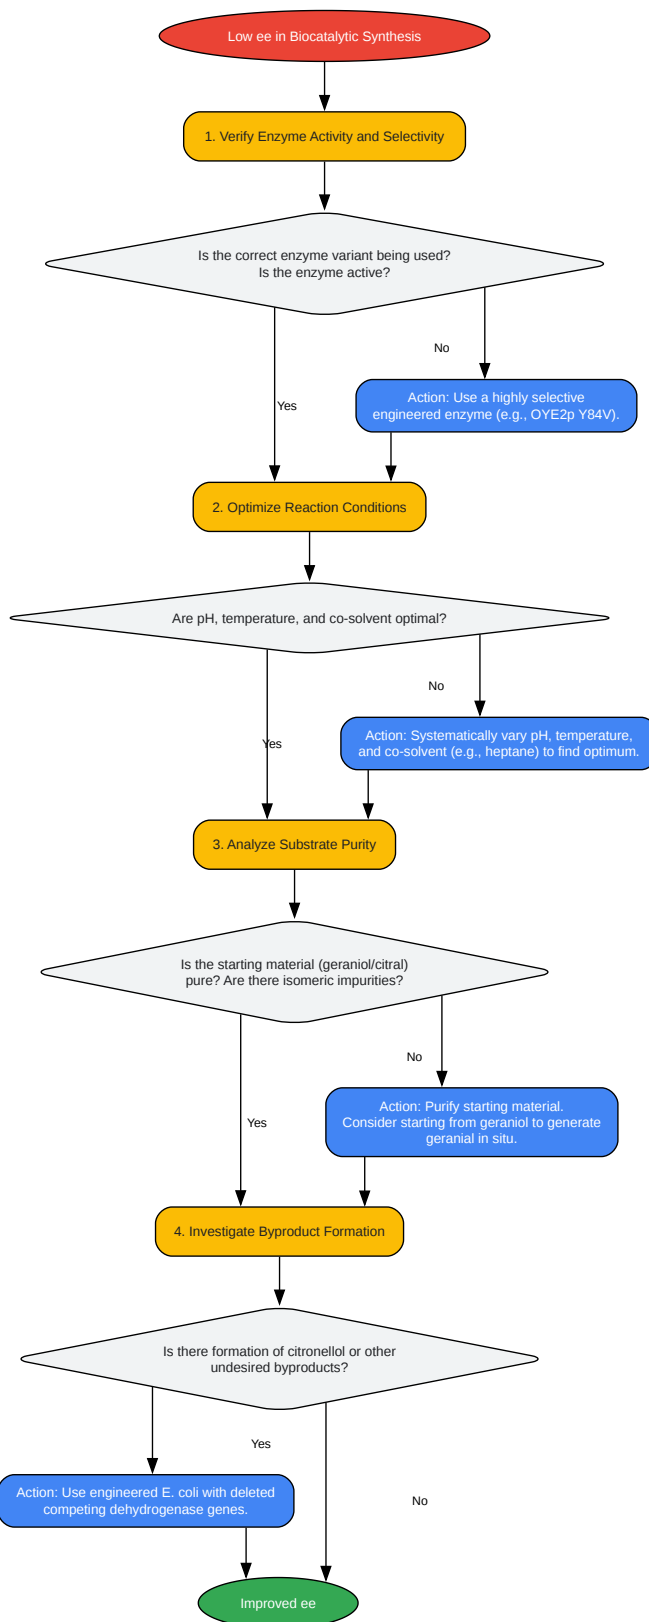 Low ee in Biocatalytic Synthesis
1. Verify Enzyme Activity and Selectivity
Is the correct enzyme variant being used?
Is the enzyme active?
No
Yes
Action: Use a highly selective
engineered enzyme (e.g., OYE2p Y84V).
2. Optimize Reaction Conditions
Are pH, temperature, and co-solvent optimal?
No
Yes
Action: Systematically vary pH, temperature,
and co-solvent (e.g., heptane) to find optimum.
3. Analyze Substrate Purity
Is the starting material (geraniol/citral)
pure? Are there isomeric impurities?
No
Yes
Action: Purify starting material.
Consider starting from geraniol to generate
geranial in situ.
4. Investigate Byproduct Formation
Is there formation of citronellol or other
undesired byproducts?
Yes
No
Action: Use engineered E. coli with deleted
competing dehydrogenase genes.
Improved ee